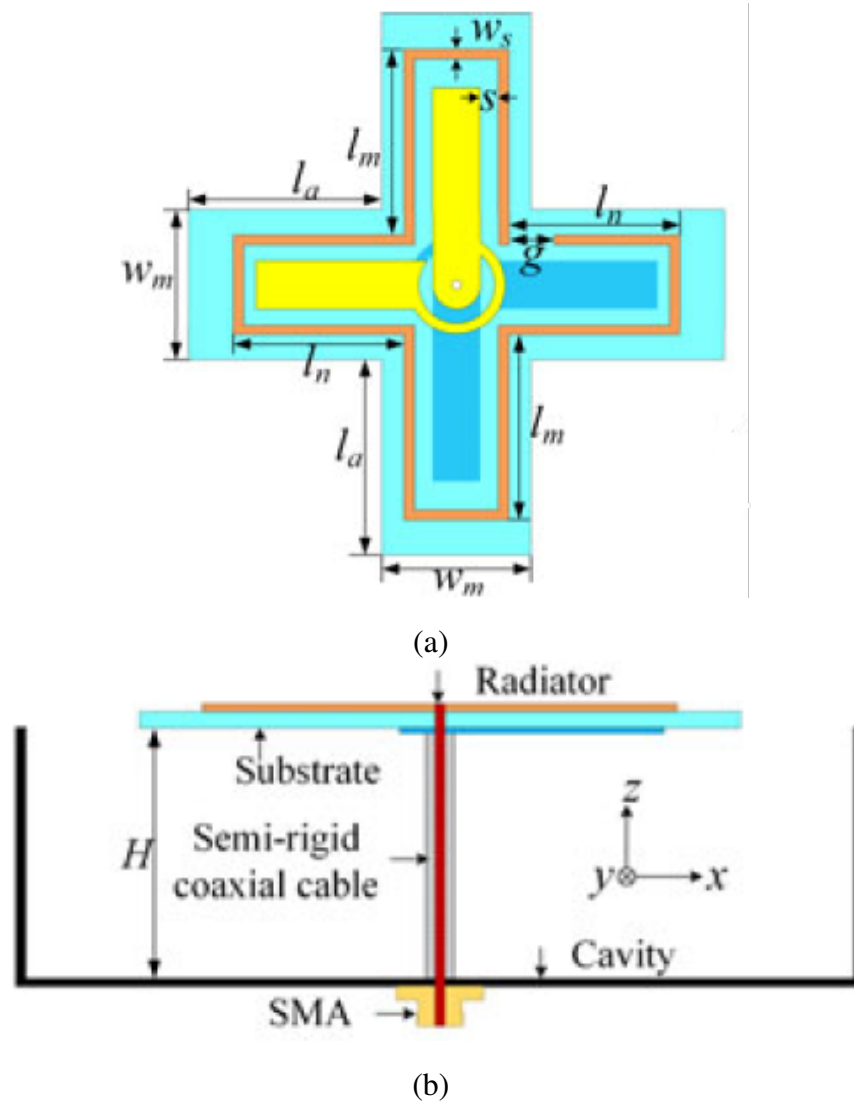 w_s
s
l_m
l_a
l_n
w_m
g
l_n
l_m
l_a
w_m
(a)
Radiator
Substrate
Semi-rigid
coaxial cable
H
z
y
x
Cavity
SMA
(b)